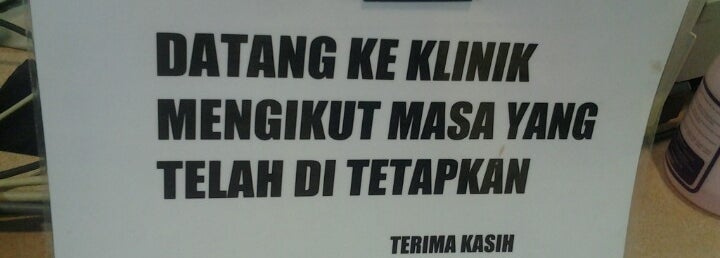 DATANG KE KLINIK
MENGIKUT MASA YANG
TELAH DI TETAPKAN
TERIMA KASIH